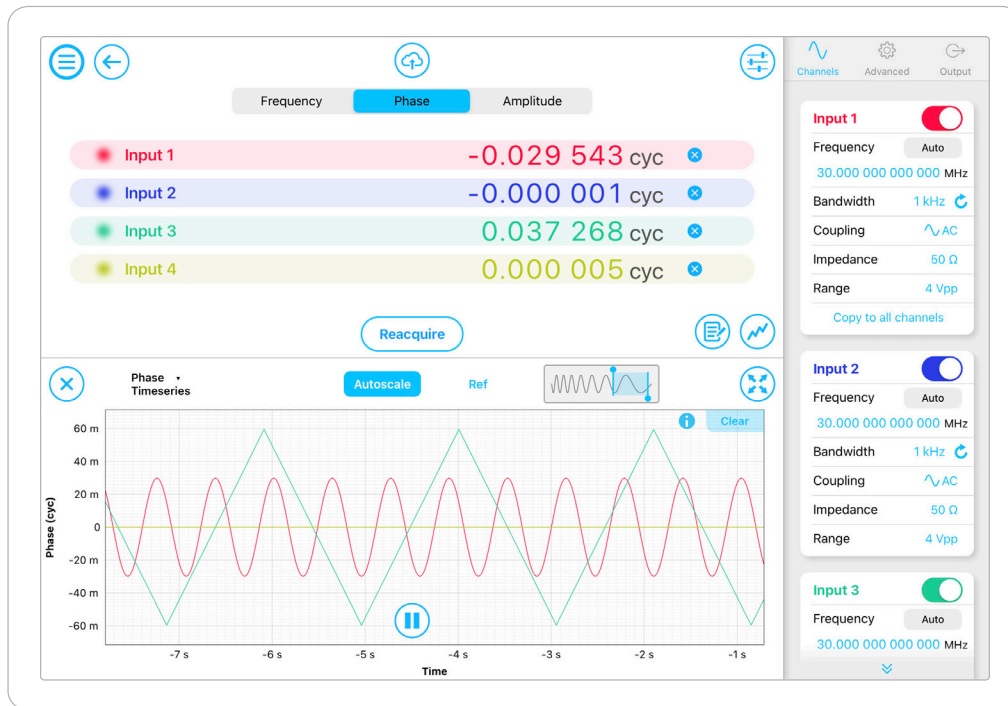 Frequency Phase Amplitude
Input 1 -0.029 543 cyc
Input 2 -0.000 001 cyc
Input 3 0.037 268 cyc
Input 4 0.000 005 cyc
Reacquire
Phase
Timeseries
Autoscale Ref
Clear
Phase (cyc)
60 m
40 m
20 m
0
-20 m
-40 m
-60 m
-7 s -6 s -5 s -4 s -3 s -2 s -1 s
Time
Channels Advanced Output
Input 1
Frequency Auto
30.000 000 000 000 MHz
Bandwidth 1 kHz
Coupling AC
Impedance 50 Ω
Range 4 Vpp
Copy to all channels
Input 2
Frequency Auto
30.000 000 000 000 MHz
Bandwidth 1 kHz
Coupling AC
Impedance 50 Ω
Range 4 Vpp
Input 3
Frequency Auto
30.000 000 000 000 MHz